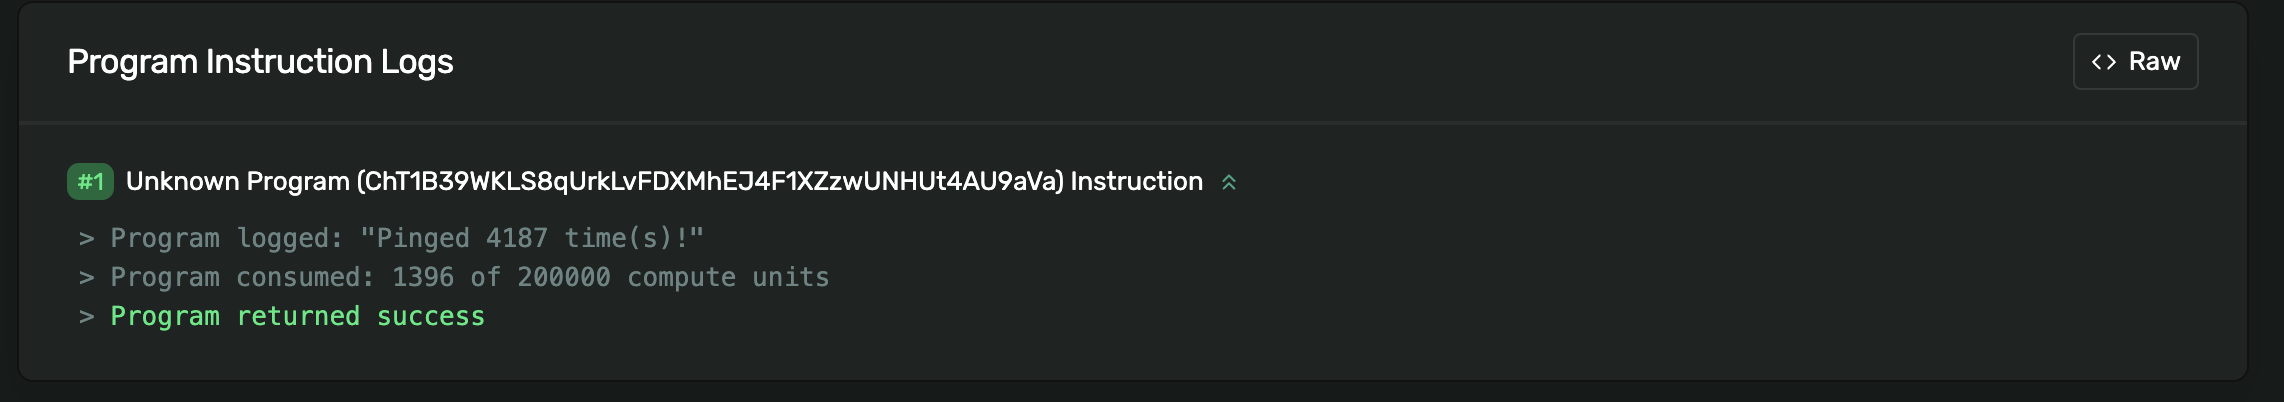 Program Instruction Logs
<> Raw
#1 Unknown Program (ChT1B39WKLS8qUrkLvFDXMhEJ4F1XZzwUNHUt4AU9aVa) Instruction
> Program logged: "Pinged 4187 time(s)!"
> Program consumed: 1396 of 200000 compute units
> Program returned success